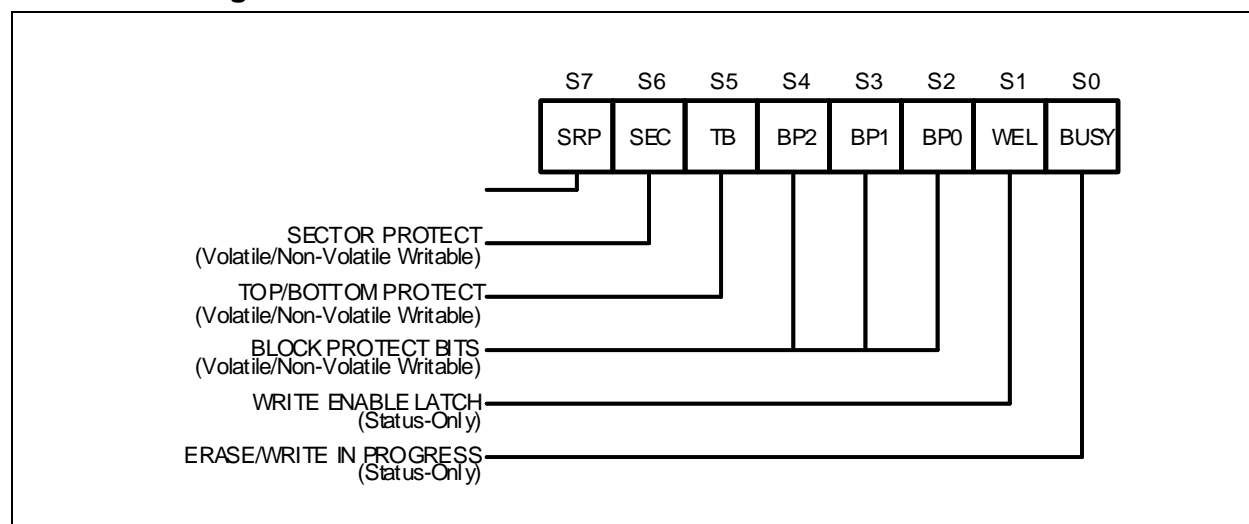 S7 S6 S5 S4 S3 S2 S1 S0
SRP SEC TB BP2 BP1 BP0 WEL BUSY
SECTOR PROTECT
(Volatile/Non-Volatile Writable)
TOP/BOTTOM PROTECT
(Volatile/Non-Volatile Writable)
BLOCK PROTECT BITS
(Volatile/Non-Volatile Writable)
WRITE ENABLE LATCH
(Status-Only)
ERASE/WRITE IN PROGRESS
(Status-Only)